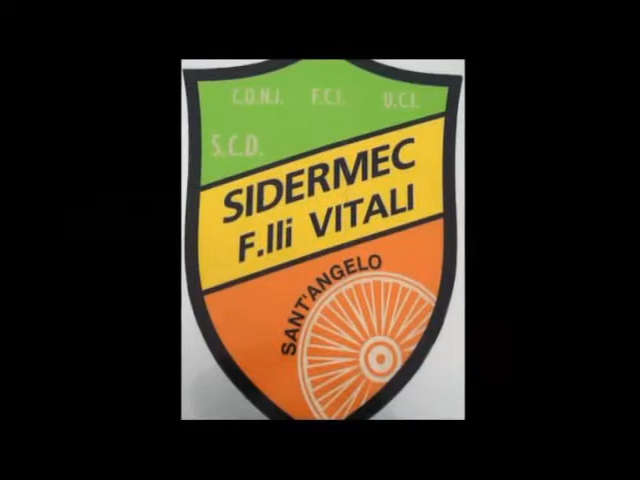 C.O.N.I. F.C.I. U.C.I.
S.C.D.
SIDERMEC
F.lli VITALI
SANT'ANGELO